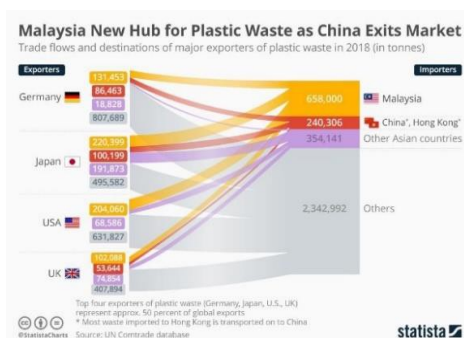 Malaysia New Hub for Plastic Waste as China Exits Market
Trade flows and destinations of major exporters of plastic waste in 2018 (in tonnes)
Exporters
Importers
Germany
131,453
86,463
18,828
807,689
Japan
220,399
100,199
191,873
495,582
USA
204,060
68,586
631,827
UK
102,088
53,644
74,854
407,894
658,000
Malaysia
240,306
China*, Hong Kong*
354,141
Other Asian countries
2,342,992
Others
Top four exporters of plastic waste (Germany, Japan, U.S., UK)
represent approx. 50 percent of global exports
* Most waste imported to Hong Kong is transported on to China
@StatistaCharts Source: UN Comtrade database
statista